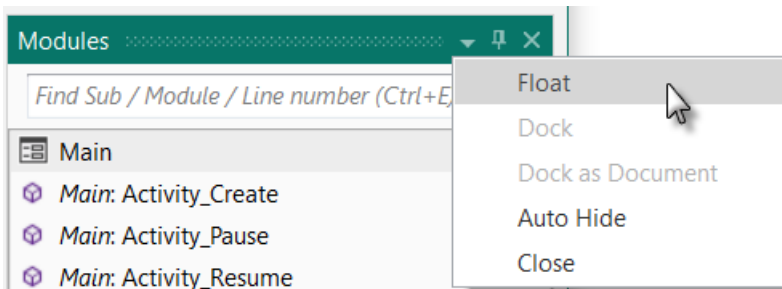 Modules
Find Sub / Module / Line number (Ctrl+E)
Main
Main: Activity_Create
Main: Activity_Pause
Main: Activity_Resume
Float
Dock
Dock as Document
Auto Hide
Close